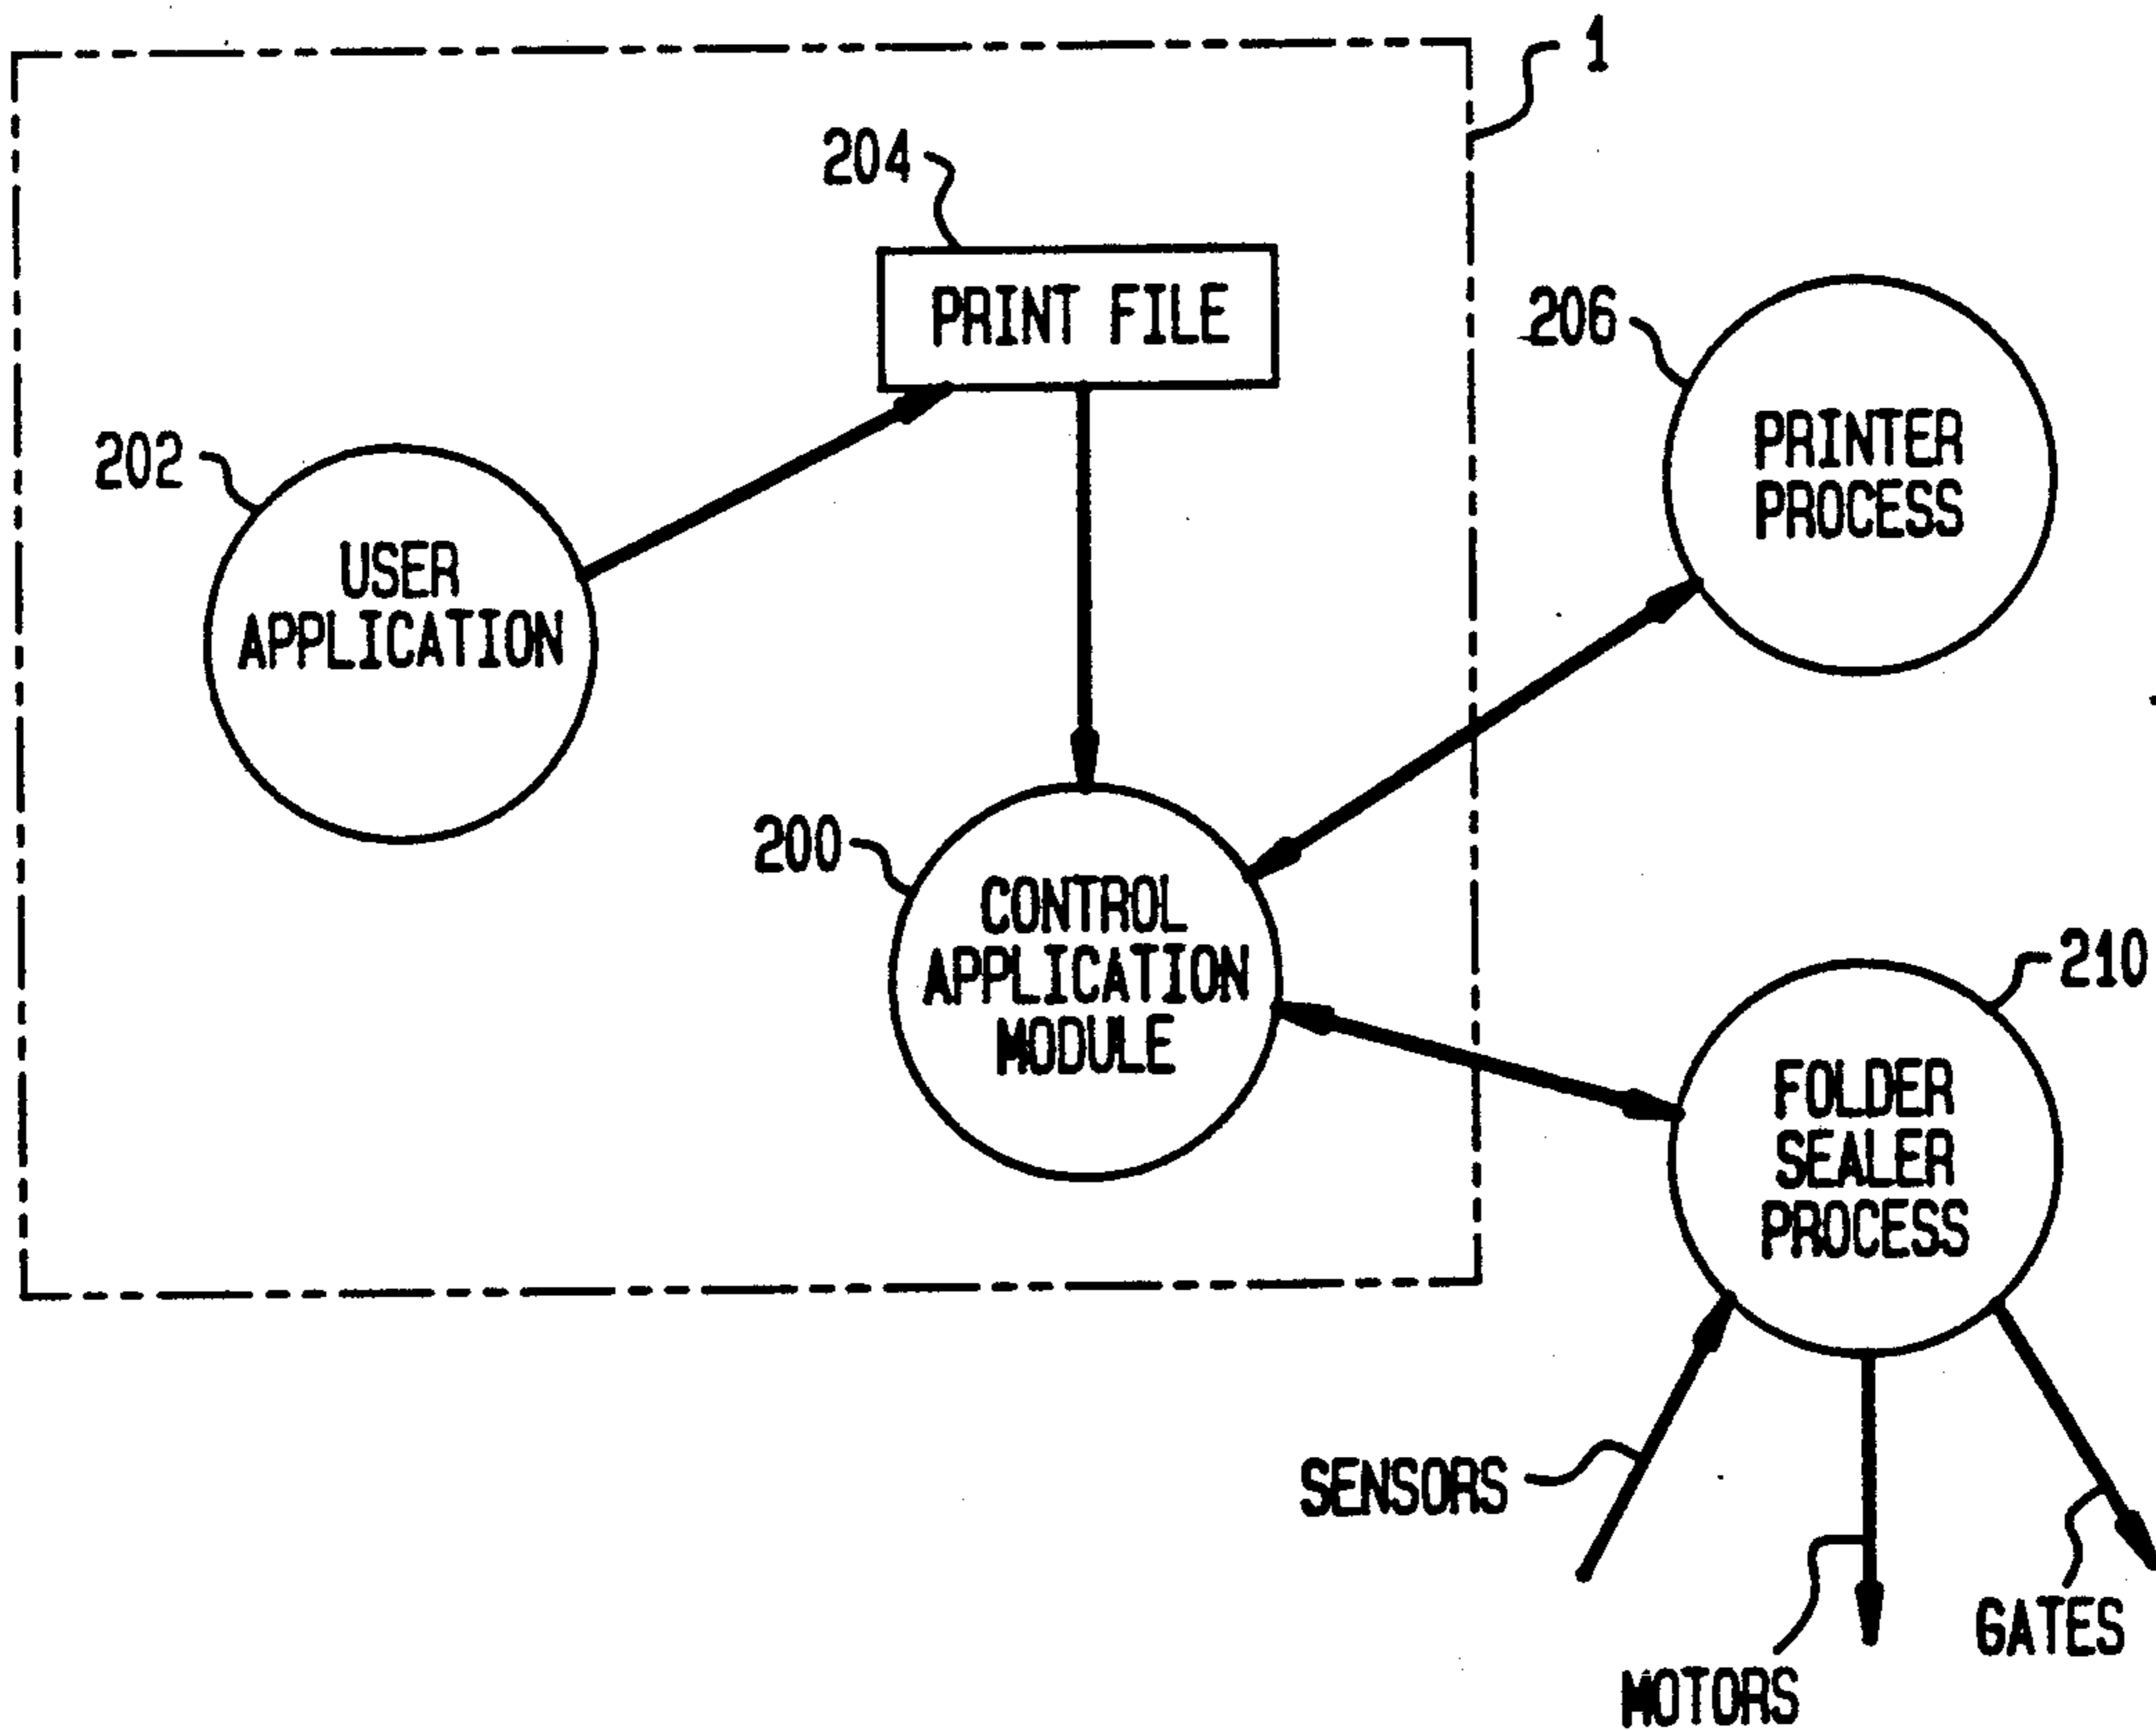 1
204
PRINT FILE
206
PRINTER
PROCESS
202
USER
APPLICATION
200
CONTROL
APPLICATION
MODULE
210
FOLDER
SEALER
PROCESS
SENSORS
GATES
MOTORS